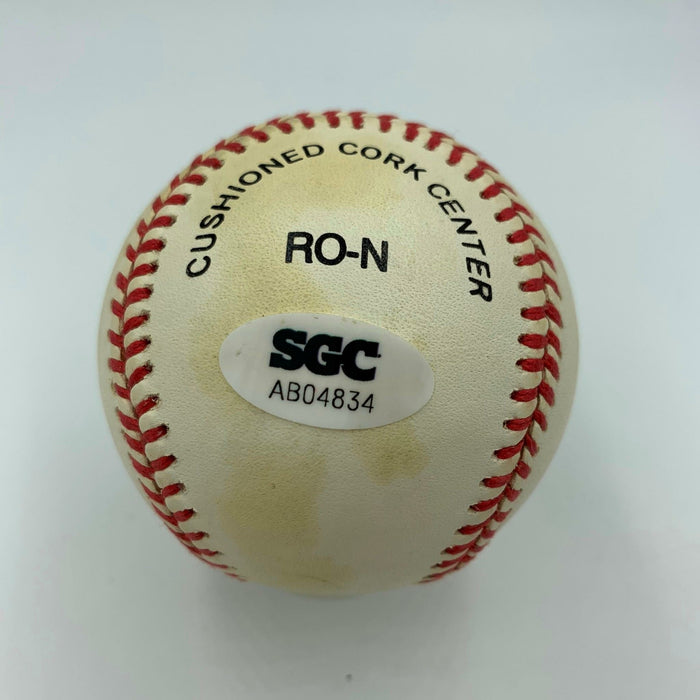 CUSHIONED CORK CENTER
RO-N
SGC
AB04834